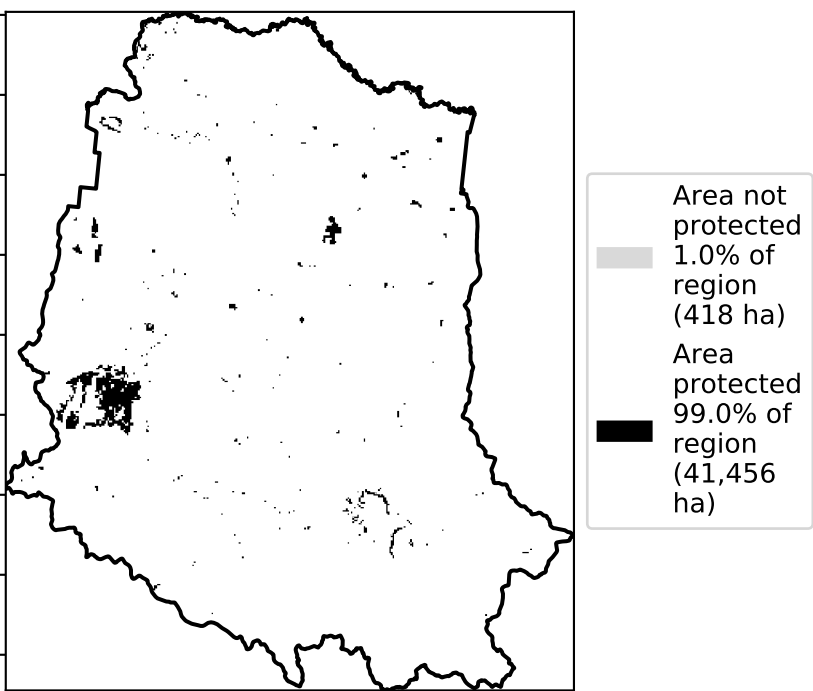 Area not
protected
1.0% of
region
(418 ha)
Area
protected
99.0% of
region
(41,456
ha)